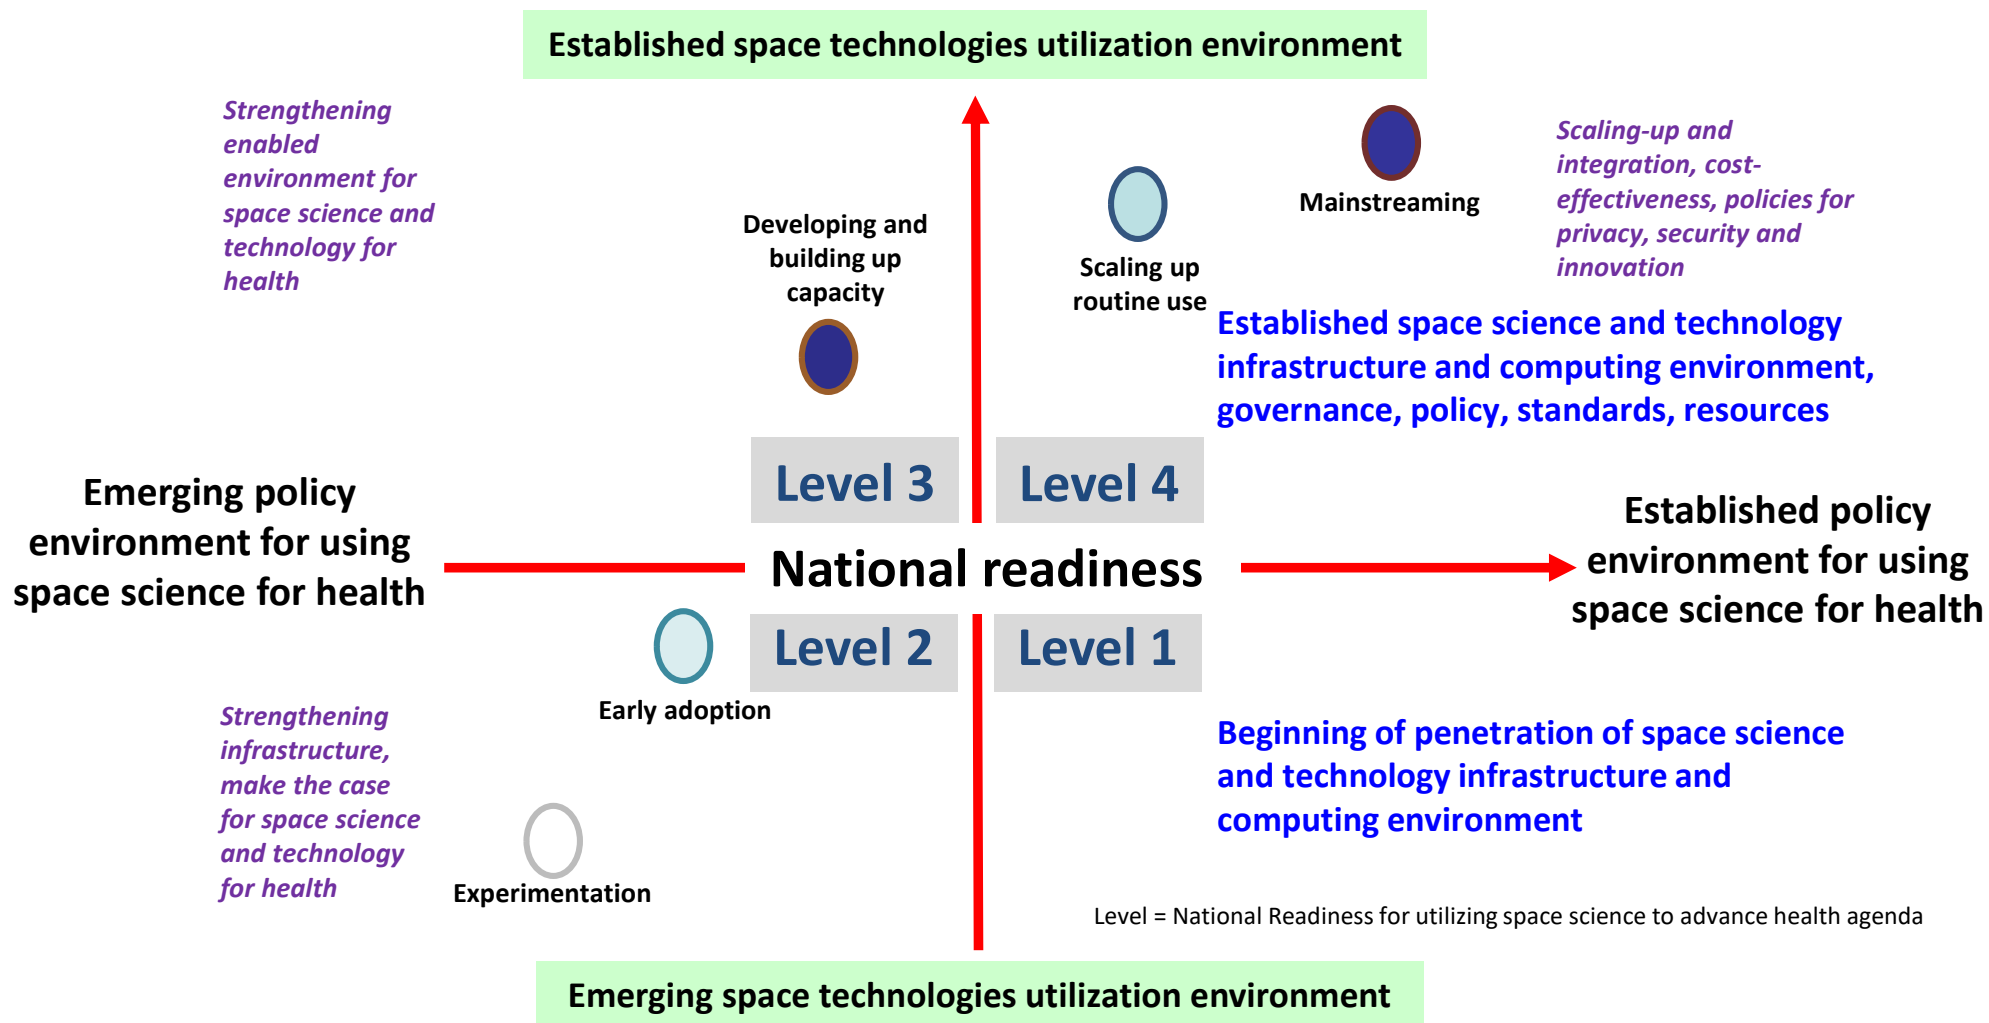 Established space technologies utilization environment
Strengthening
enabled
environment for
space science and
technology for
health
Developing and
building up
capacity
Scaling up
routine use
Mainstreaming
Scaling-up and
integration, cost-
effectiveness, policies for
privacy, security and
innovation
Established space science and technology
infrastructure and computing environment,
governance, policy, standards, resources
Level 3
Level 4
Emerging policy
environment for using
space science for health
National readiness
Established policy
environment for using
space science for health
Level 2
Level 1
Early adoption
Strengthening
infrastructure,
make the case
for space science
and technology
for health
Experimentation
Beginning of penetration of space science
and technology infrastructure and
computing environment
Level = National Readiness for utilizing space science to advance health agenda
Emerging space technologies utilization environment